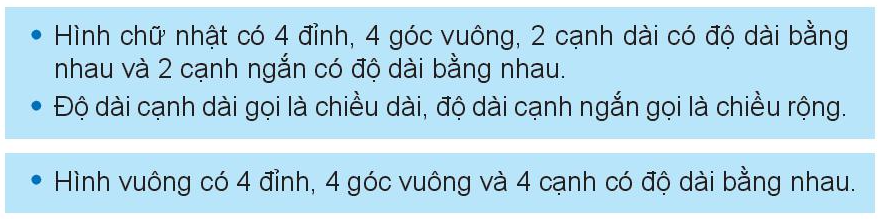 • Hình chữ nhật có 4 đỉnh, 4 góc vuông, 2 cạnh dài có độ dài bằng
nhau và 2 cạnh ngắn có độ dài bằng nhau.
• Độ dài cạnh dài gọi là chiều dài, độ dài cạnh ngắn gọi là chiều rộng.
• Hình vuông có 4 đỉnh, 4 góc vuông và 4 cạnh có độ dài bằng nhau.